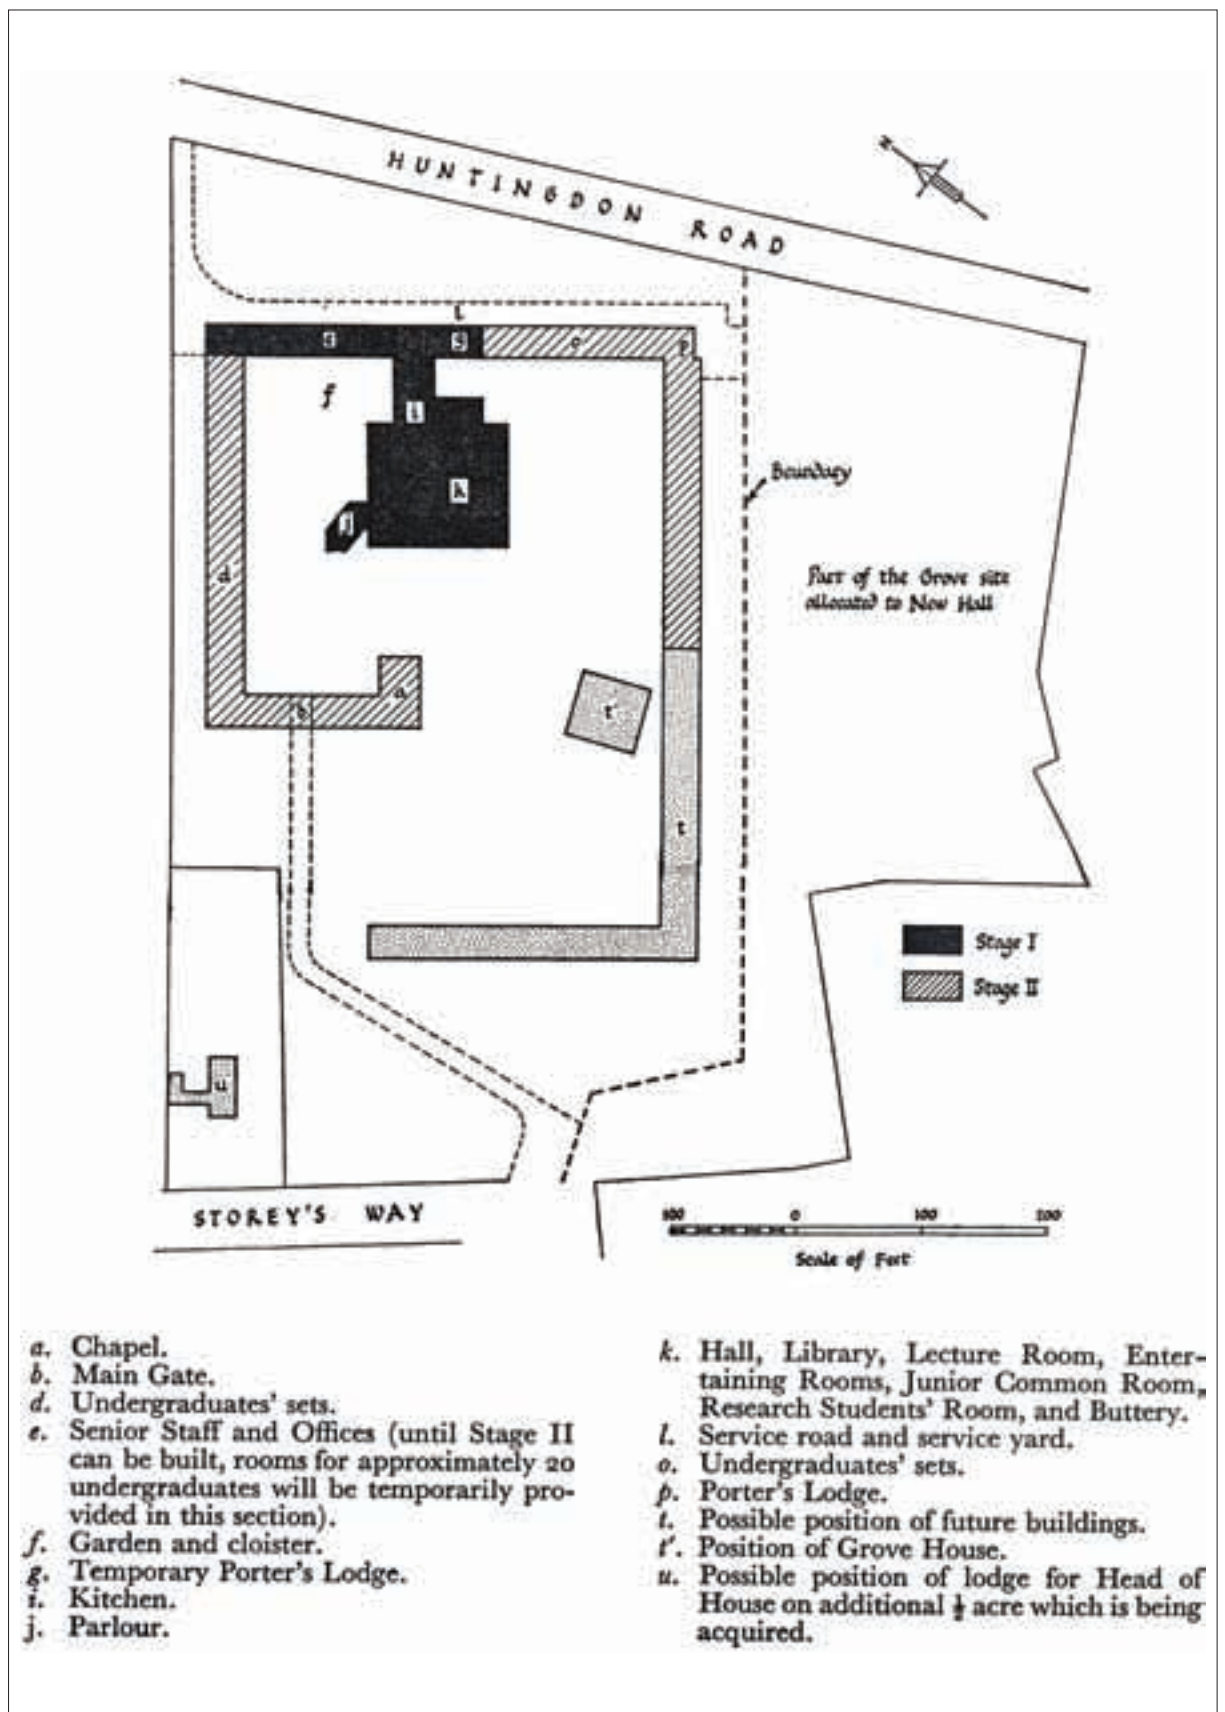 N
HUNTINGDON ROAD
l
e
g
o
p
f
i
Boundary
k
j
Part of the Grove site
allocated to New Hall
d
a
t'
b
t
Stage I
Stage II
u
STOREY'S WAY
100 0 100 200
Scale of Feet
a. Chapel.
b. Main Gate.
d. Undergraduates' sets.
e. Senior Staff and Offices (until Stage II
can be built, rooms for approximately 20
undergraduates will be temporarily pro-
vided in this section).
f. Garden and cloister.
g. Temporary Porter's Lodge.
i. Kitchen.
j. Parlour.
k. Hall, Library, Lecture Room, Enter-
taining Rooms, Junior Common Room,
Research Students' Room, and Buttery.
l. Service road and service yard.
o. Undergraduates' sets.
p. Porter's Lodge.
t. Possible position of future buildings.
t'. Position of Grove House.
u. Possible position of lodge for Head of
House on additional ½ acre which is being
acquired.